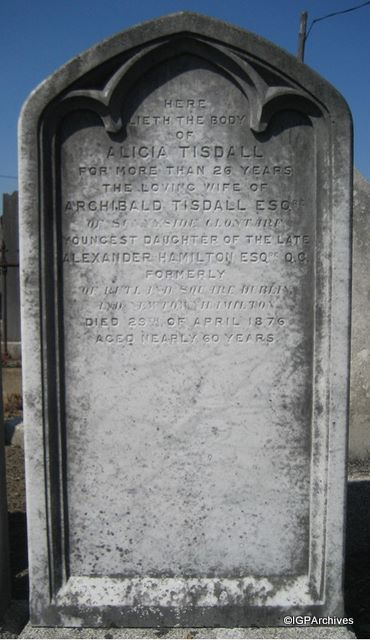 HERE
LIETH THE BODY
OF
ALICIA TISDALL
FOR MORE THAN 26 YEARS
THE LOVING WIFE OF
ARCHIBALD TISDALL ESQRE
OF SUNNYSIDE CLONTARF
YOUNGEST DAUGHTER OF THE LATE
ALEXANDER HAMILTON ESQRE Q.C.
FORMERLY
OF RUTLAND SQUARE DUBLIN
AND NEWTOWNHAMILTON
DIED 29TH OF APRIL 1876
AGED NEARLY 60 YEARS.
©IGPArchives